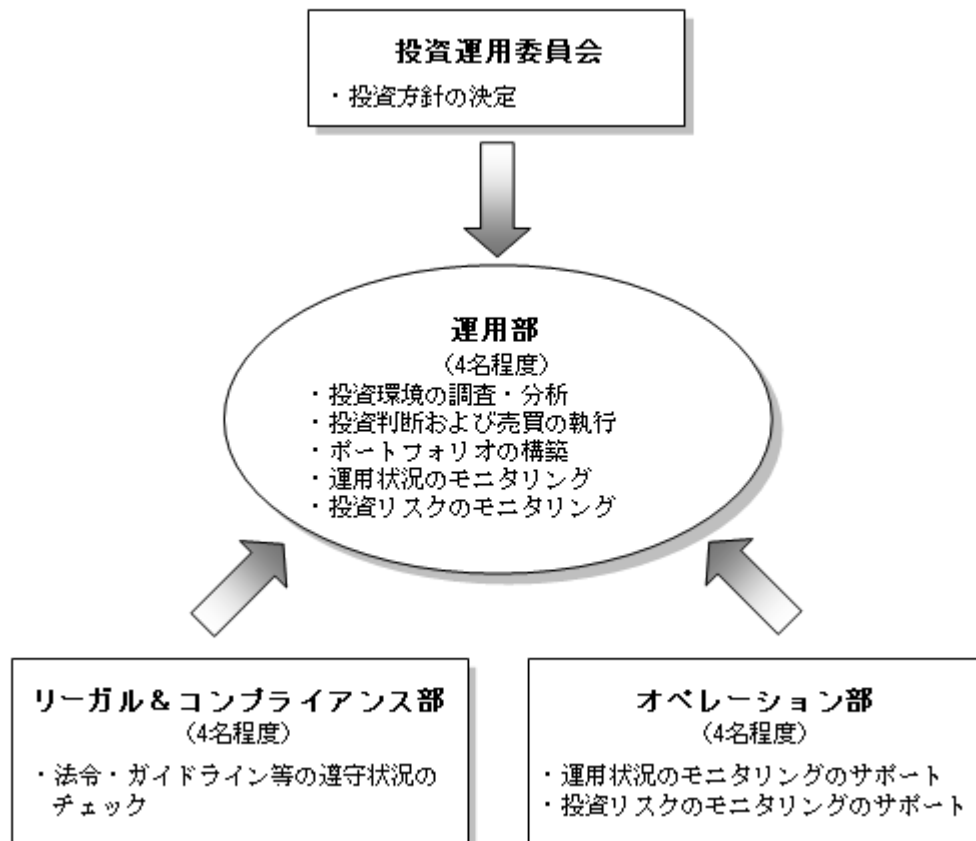 投資運用委員会
・投資方針の決定
運用部
（4名程度）
・投資環境の調査・分析
・投資判断および売買の執行
・ポートフォリオの構築
・運用状況のモニタリング
・投資リスクのモニタリング
リーガル＆コンプライアンス部
（4名程度）
・法令・ガイドライン等の遵守状況の
チェック
オペレーション部
（4名程度）
・運用状況のモニタリングのサポート
・投資リスクのモニタリングのサポート